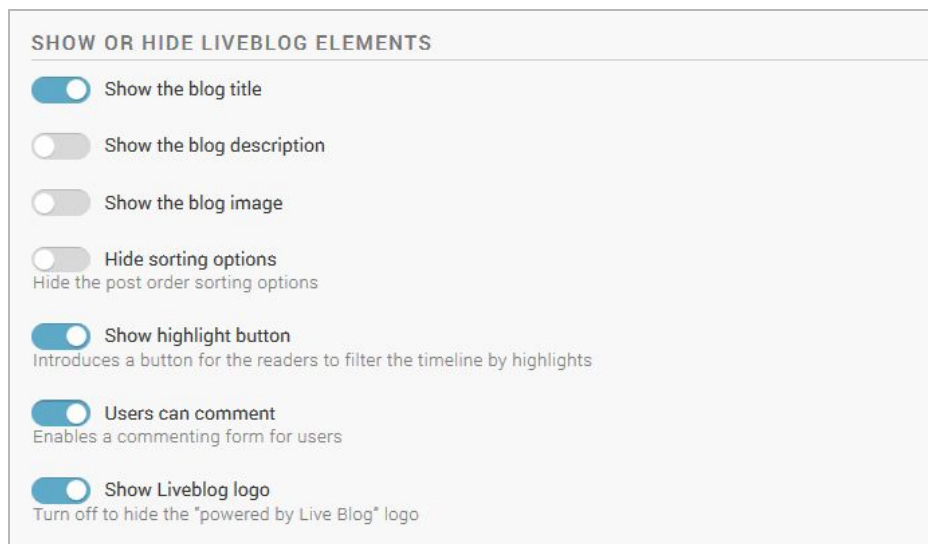 SHOW OR HIDE LIVEBLOG ELEMENTS
Show the blog title
Show the blog description
Show the blog image
Hide sorting options
Hide the post order sorting options
Show highlight button
Introduces a button for the readers to filter the timeline by highlights
Users can comment
Enables a commenting form for users
Show Liveblog logo
Turn off to hide the "powered by Live Blog" logo